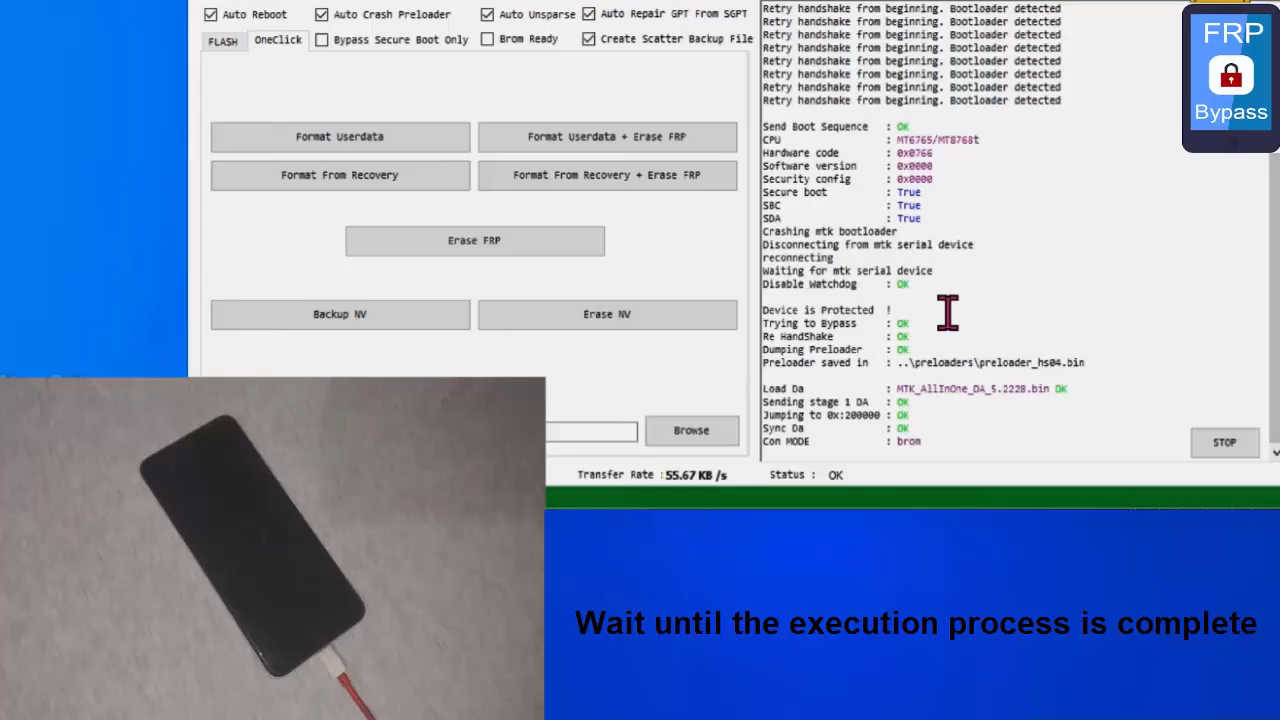 Auto Reboot Auto Crash Preloader Auto Unsparse Auto Repair GPT From SGPT
FLASH OneClick Bypass Secure Boot Only Brom Ready Create Scatter Backup File
Format Userdata Format Userdata + Erase FRP
Format From Recovery Format From Recovery + Erase FRP
Erase FRP
Backup NV Erase NV
Browse
Transfer Rate : 55.67 KB /s Status : OK
Retry handshake from beginning. Bootloader detected
Retry handshake from beginning. Bootloader detected
Retry handshake from beginning. Bootloader detected
Retry handshake from beginning. Bootloader detected
Retry handshake from beginning. Bootloader detected
Retry handshake from beginning. Bootloader detected
Retry handshake from beginning. Bootloader detected
Retry handshake from beginning. Bootloader detected
Send Boot Sequence : OK
CPU : MT6765/MT8768t
Hardware code : 0x0766
Software version : 0x0000
Security config : 0x0000
Secure boot : True
SBC : True
SDA : True
Crashing mtk bootloader
Disconnecting from mtk serial device
reconnecting
Waiting for mtk serial device
Disable Watchdog : OK
Device is Protected !
Trying to Bypass : OK
Re HandShake : OK
Dumping Preloader : OK
Preloader saved in : ..\preloaders\preloader_hs04.bin
Load Da : MTK_AllInOne_DA_5.2228.bin OK
Sending stage 1 DA : OK
Jumping to 0x:200000 : OK
Sync Da : OK
Con MODE : brom
STOP
FRP
Bypass
Wait until the execution process is complete